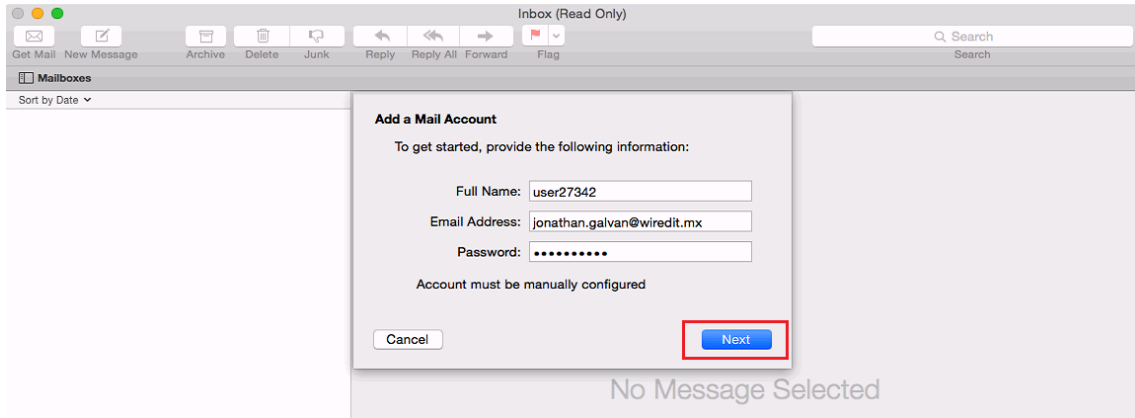 Inbox (Read Only)
Search
Get Mail New Message Archive Delete Junk Reply Reply All Forward Flag Search
Mailboxes
Sort by Date
Add a Mail Account
To get started, provide the following information:
Full Name: user27342
Email Address: jonathan.galvan@wiredit.mx
Password: ••••••••••
Account must be manually configured
Cancel Next
No Message Selected